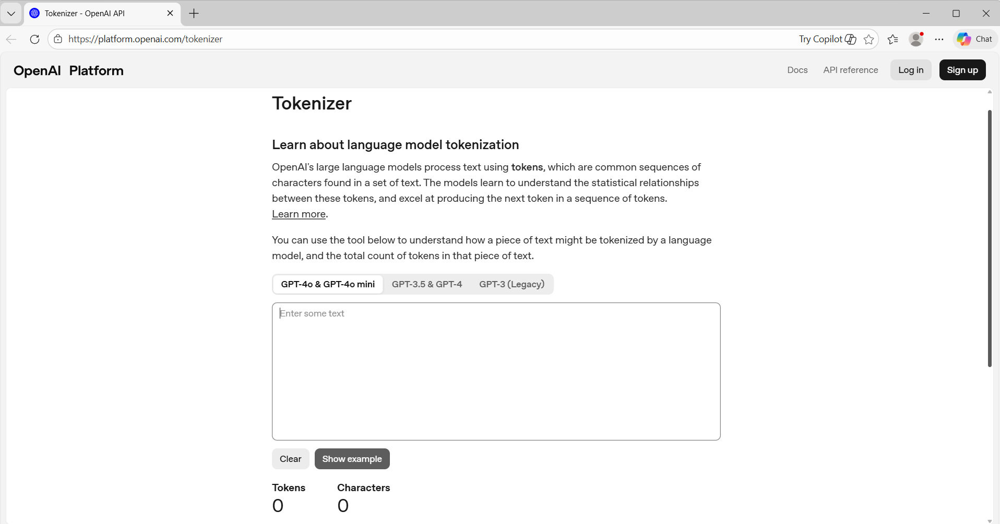 Tokenizer - OpenAI API
https://platform.openai.com/tokenizer
Try Copilot
Chat
OpenAI Platform
Docs
API reference
Log in
Sign up
Tokenizer
Learn about language model tokenization
OpenAI's large language models process text using tokens, which are common sequences of
characters found in a set of text. The models learn to understand the statistical relationships
between these tokens, and excel at producing the next token in a sequence of tokens.
Learn more.
You can use the tool below to understand how a piece of text might be tokenized by a language
model, and the total count of tokens in that piece of text.
GPT-4o & GPT-4o mini
GPT-3.5 & GPT-4
GPT-3 (Legacy)
Enter some text
Clear
Show example
Tokens
Characters
0
0